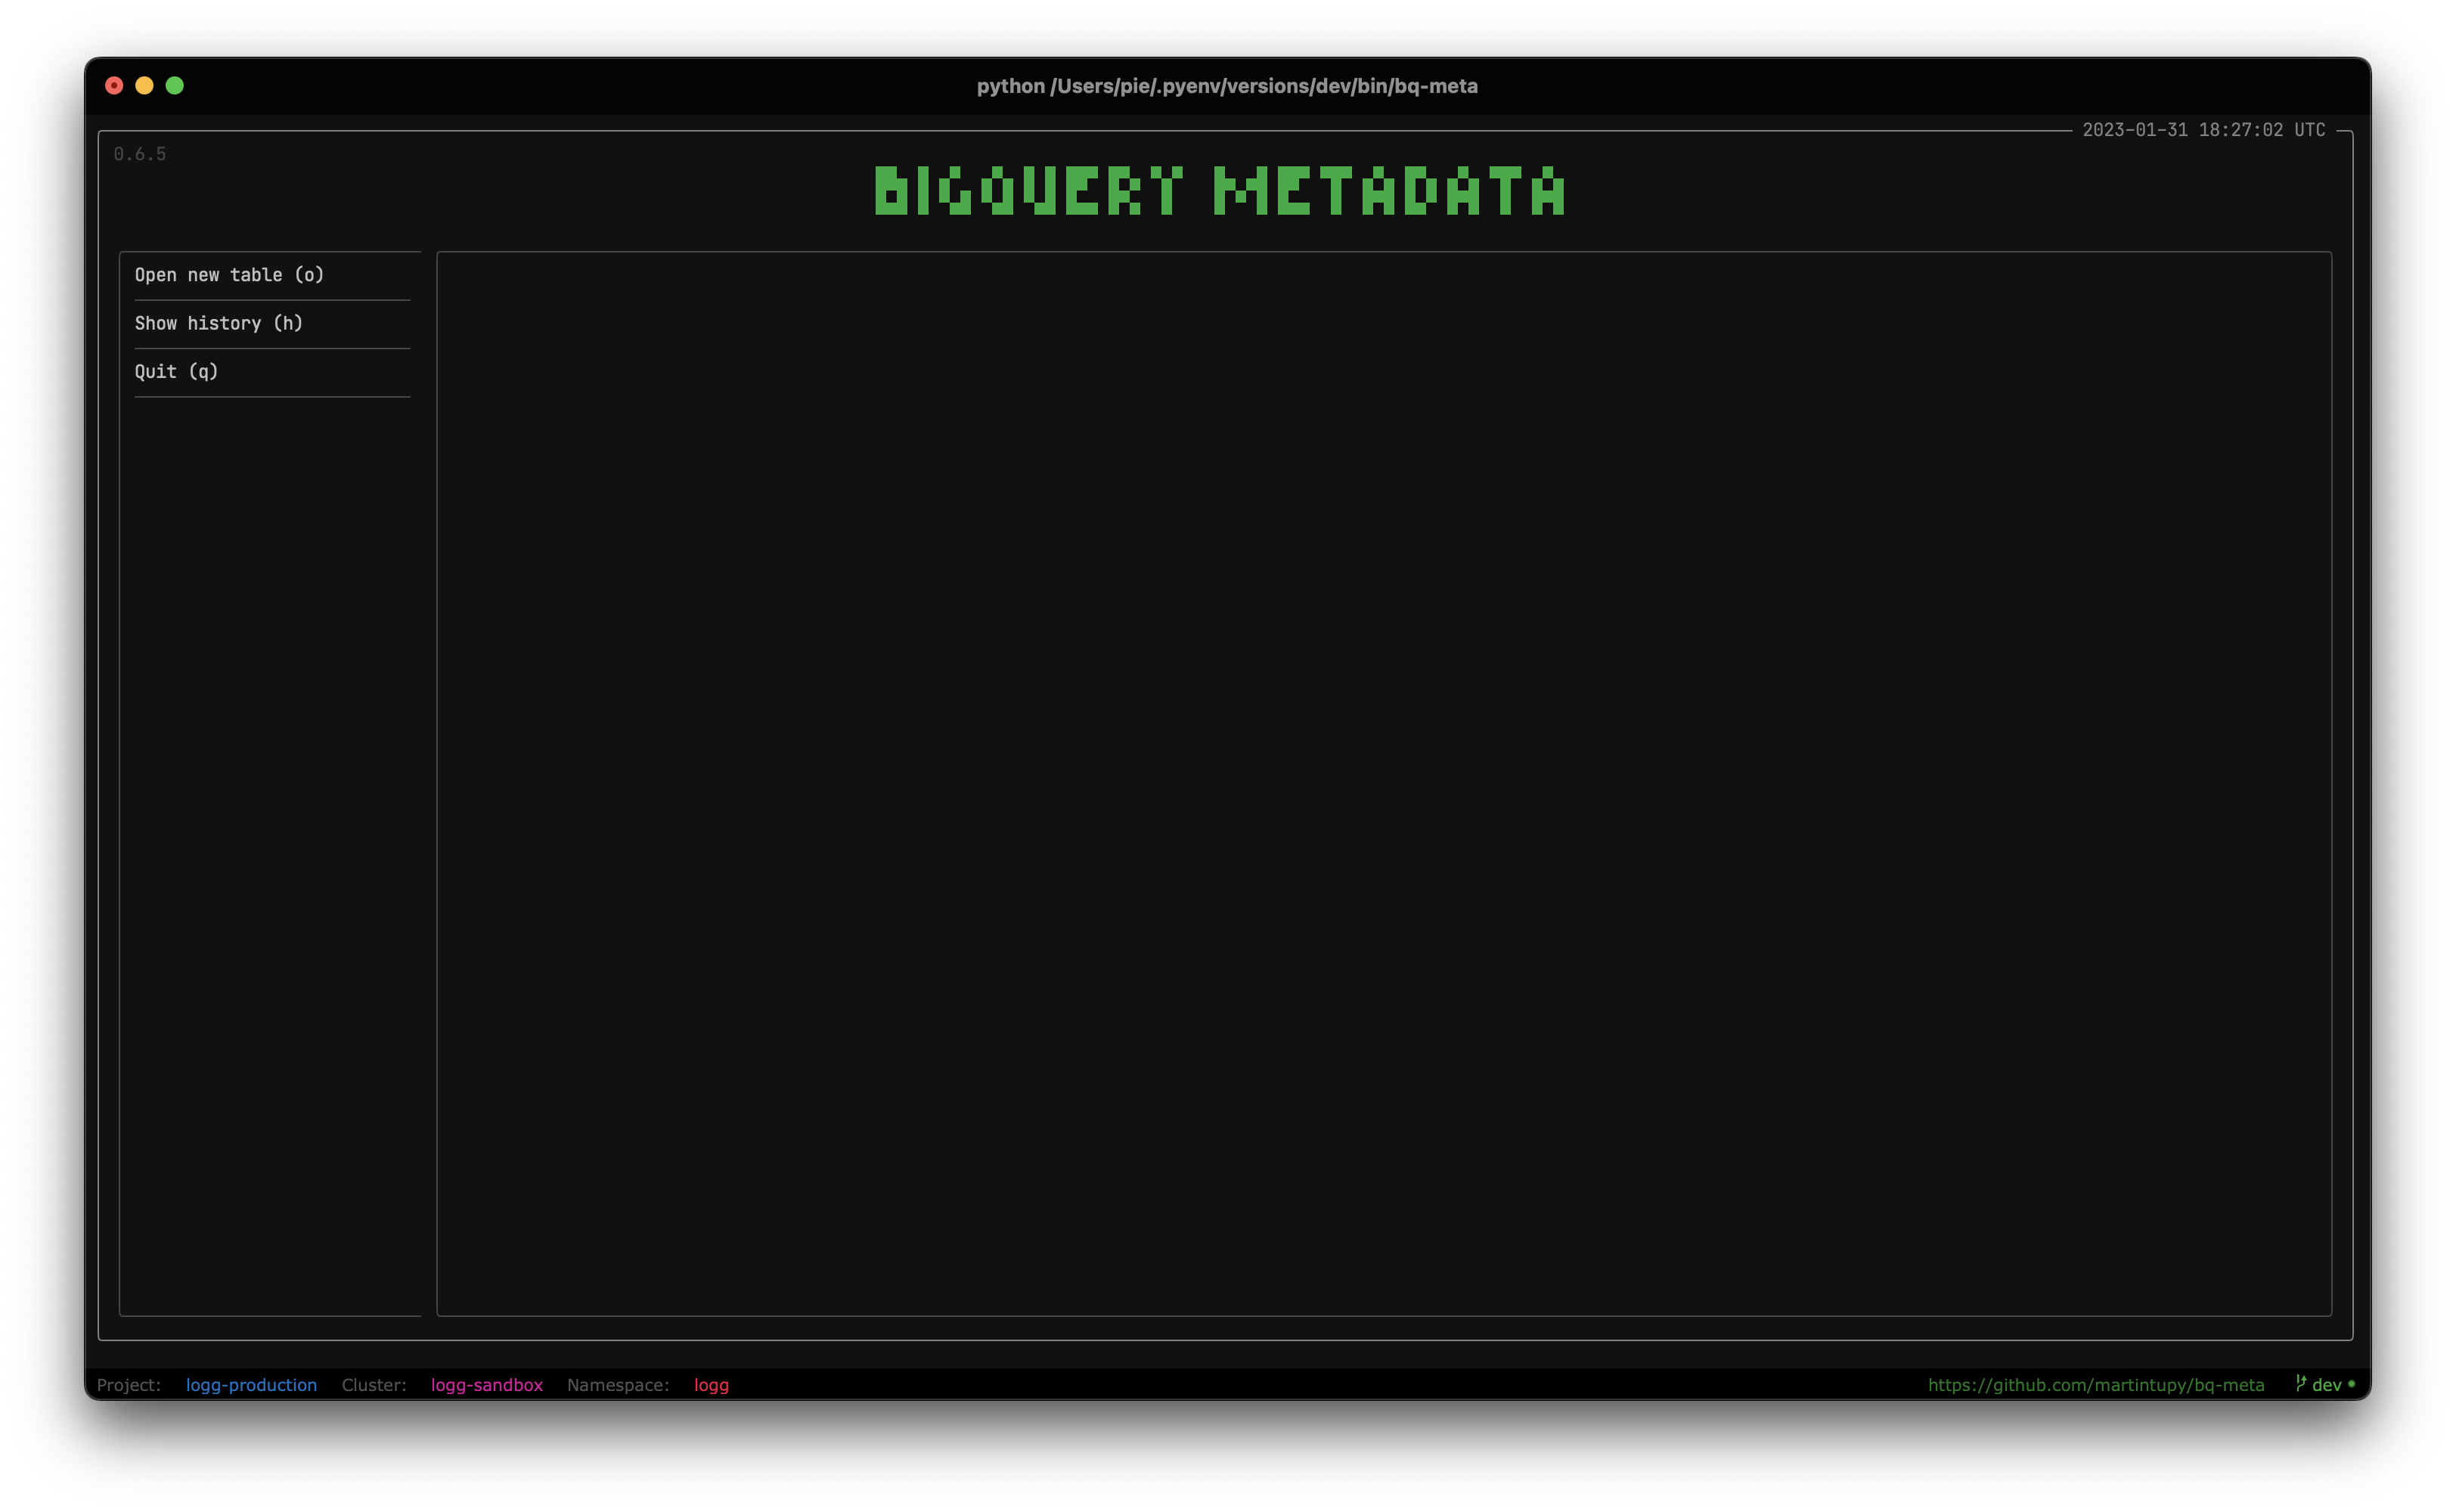 python /Users/pie/.pyenv/versions/dev/bin/bq-meta
2023-01-31 18:27:02 UTC
0.6.5
BIGQUERY METADATA
Open new table (o)
Show history (h)
Quit (q)
Project: logg-production Cluster: logg-sandbox Namespace: logg
https://github.com/martintupy/bq-meta dev